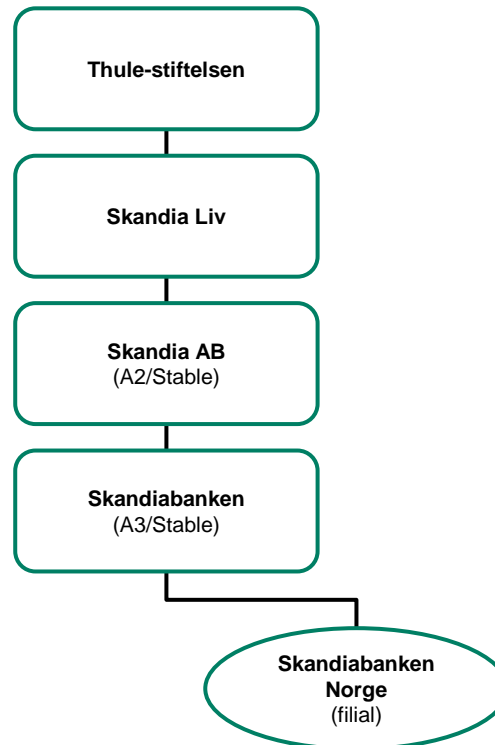 Thule-stiftelsen
Skandia Liv
Skandia AB
(A2/Stable)
Skandiabanken
(A3/Stable)
Skandiabanken
Norge
(filial)